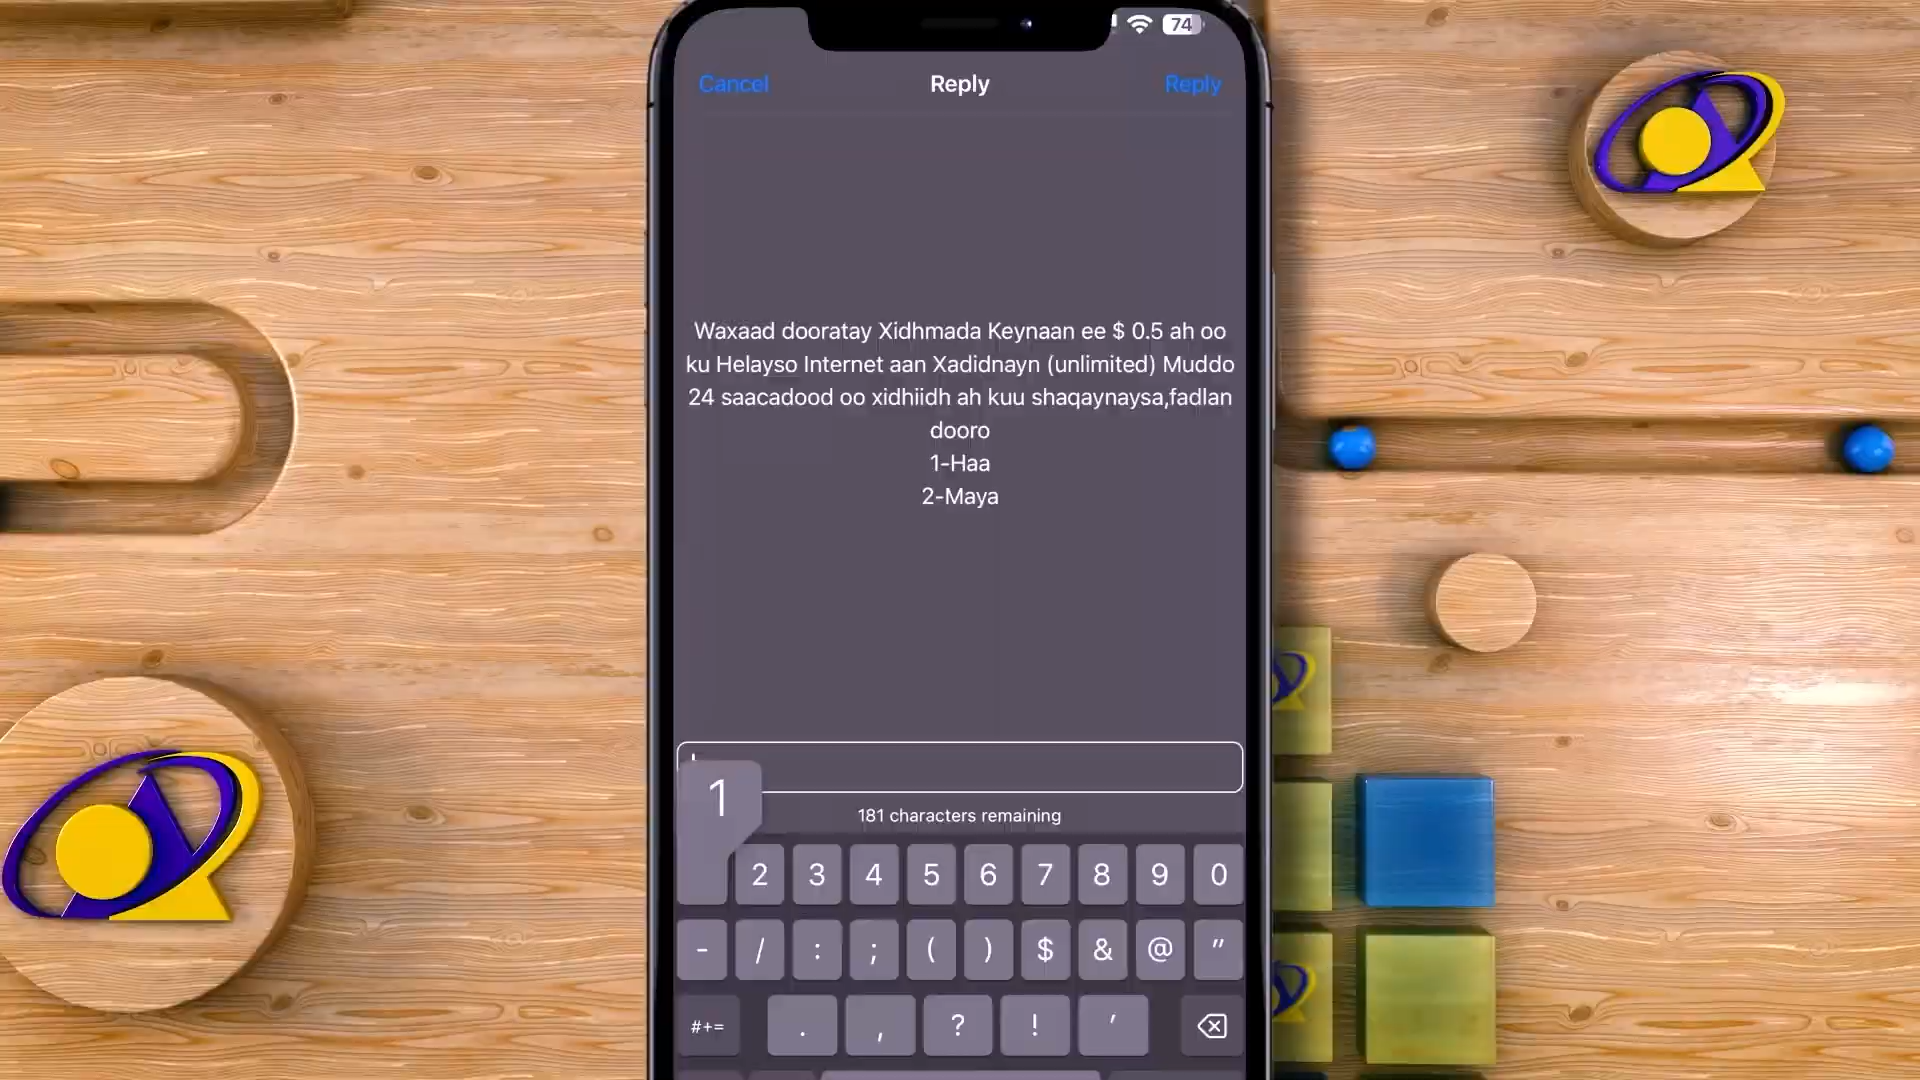 74
Cancel Reply Reply
Waxaad dooratay Xidhmada Keynaan ee $ 0.5 ah oo
ku Helayso Internet aan Xadidnayn (unlimited) Muddo
24 saacadood oo xidhiidh ah kuu shaqaynaysa,fadlan
dooro
1-Haa
2-Maya
1
181 characters remaining
2 3 4 5 6 7 8 9 0
- / : ; ( ) $ & @ "
#+= . , ? ! '